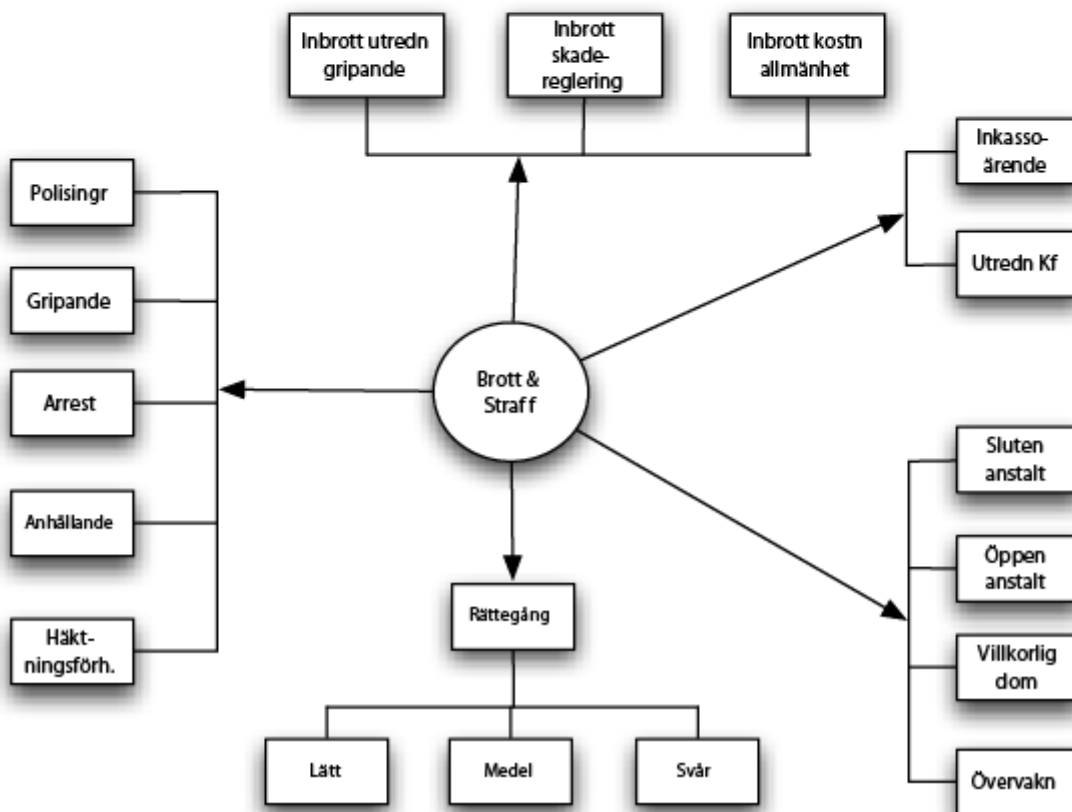 Inbrott utredn
gripande
Inbrott
skade-
reglering
Inbrott kostn
allmänhet
Inkasso-
ärende
Utredn Kf
Polisingr
Gripande
Arrest
Anhållande
Häkt-
ningsförh.
Brott &
Straff
Sluten
anstalt
Öppen
anstalt
Villkorlig
dom
Övervakn
Rättegång
Lätt
Medel
Svår